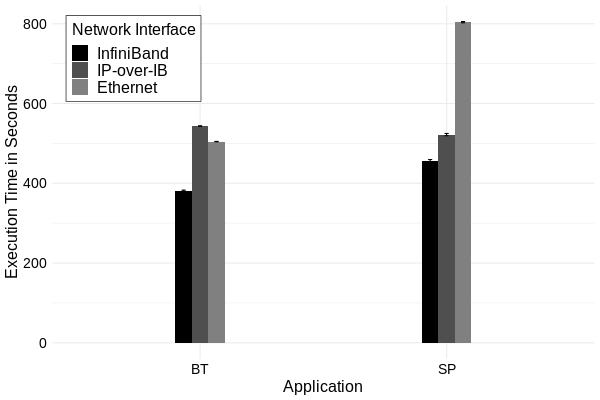 Network Interface
InfiniBand
IP-over-IB
Ethernet
Execution Time in Seconds
800
600
400
200
0
BT
SP
Application